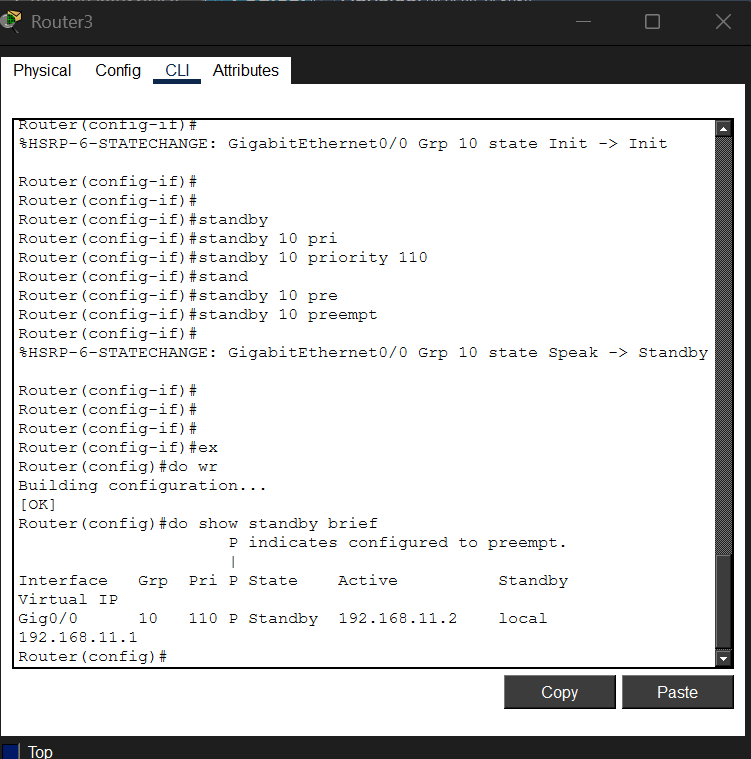 Router3
Physical Config CLI Attributes
Router(config-if)#
%HSRP-6-STATECHANGE: GigabitEthernet0/0 Grp 10 state Init -> Init
Router(config-if)#
Router(config-if)#
Router(config-if)#standby
Router(config-if)#standby 10 pri
Router(config-if)#standby 10 priority 110
Router(config-if)#stand
Router(config-if)#standby 10 pre
Router(config-if)#standby 10 preempt
Router(config-if)#
%HSRP-6-STATECHANGE: GigabitEthernet0/0 Grp 10 state Speak -> Standby
Router(config-if)#
Router(config-if)#
Router(config-if)#
Router(config-if)#ex
Router(config)#do wr
Building configuration...
[OK]
Router(config)#do show standby brief
P indicates configured to preempt.
|
Interface Grp Pri P State Active Standby
Virtual IP
Gig0/0 10 110 P Standby 192.168.11.2 local
192.168.11.1
Router(config)#
Copy Paste
Top